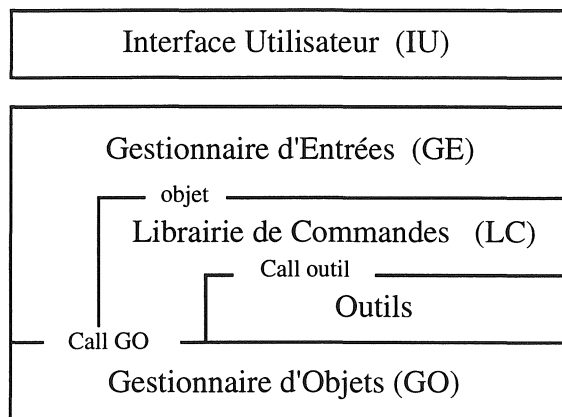 Interface Utilisateur (IU)
Gestionnaire d'Entrées (GE)
objet
Librairie de Commandes (LC)
Call outil
Outils
Call GO
Gestionnaire d'Objets (GO)